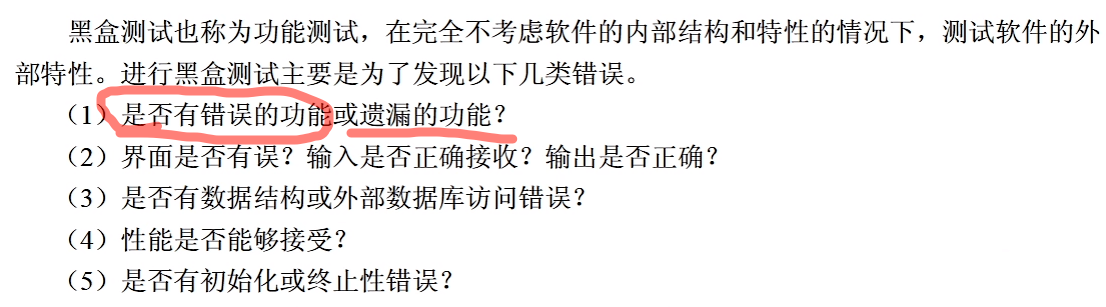 黑盒测试也称为功能测试，在完全不考虑软件的内部结构和特性的情况下，测试软件的外
部特性。进行黑盒测试主要是为了发现以下几类错误。
（1）是否有错误的功能或遗漏的功能？
（2）界面是否有误？输入是否正确接收？输出是否正确？
（3）是否有数据结构或外部数据库访问错误？
（4）性能是否能够接受？
（5）是否有初始化或终止性错误？